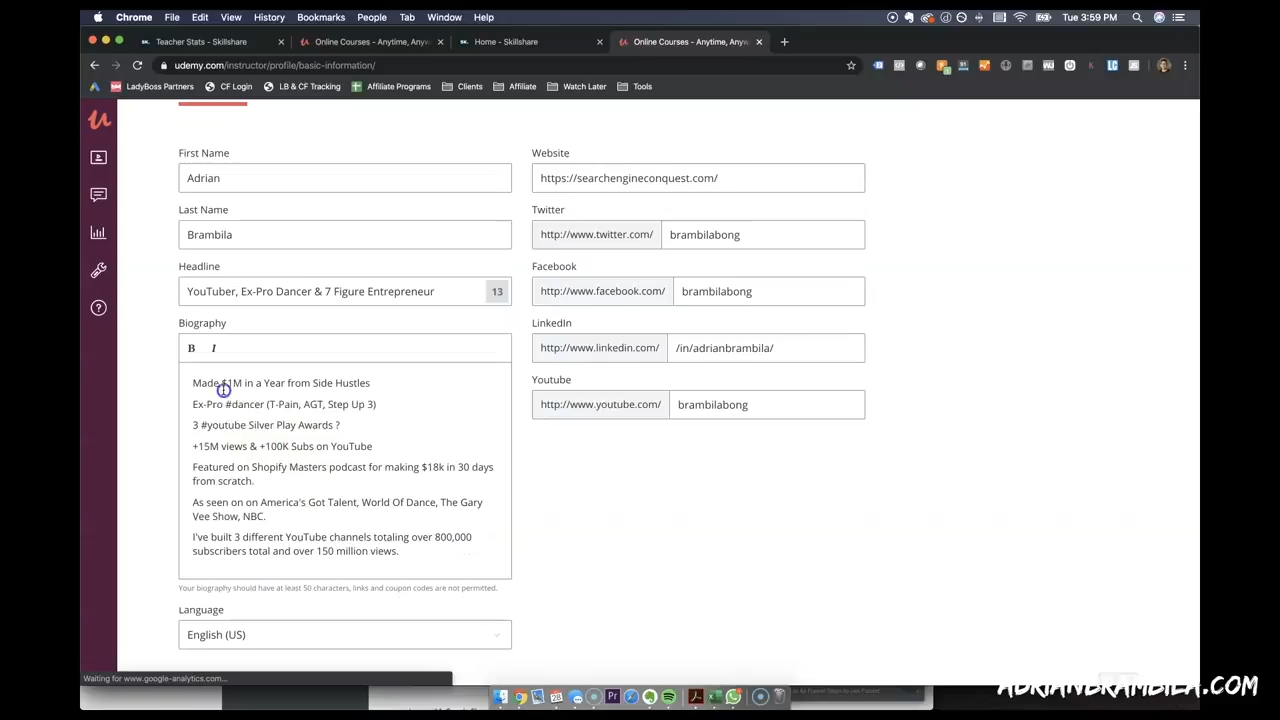 Chrome File Edit View History Bookmarks People Tab Window Help Tue 3:59 PM
Teacher Stats - Skillshare Online Courses - Anytime, Anyw Home - Skillshare Online Courses - Anytime, Anyw
udemy.com/instructor/profile/basic-information/
LadyBoss Partners CF Login LB & CF Tracking Affiliate Programs Clients Affiliate Watch Later Tools
First Name
Adrian
Last Name
Brambila
Headline
YouTuber, Ex-Pro Dancer & 7 Figure Entrepreneur 13
Biography
B I
Made $1M in a Year from Side Hustles
Ex-Pro #dancer (T-Pain, AGT, Step Up 3)
3 #youtube Silver Play Awards ?
+15M views & +100K Subs on YouTube
Featured on Shopify Masters podcast for making $18k in 30 days
from scratch.
As seen on on America's Got Talent, World Of Dance, The Gary
Vee Show, NBC.
I've built 3 different YouTube channels totaling over 800,000
subscribers total and over 150 million views.
Your biography should have at least 50 characters, links and coupon codes are not permitted.
Language
English (US)
Website
https://searchengineconquest.com/
Twitter
http://www.twitter.com/ brambilabong
Facebook
http://www.facebook.com/ brambilabong
LinkedIn
http://www.linkedin.com/ /in/adrianbrambila/
Youtube
http://www.youtube.com/ brambilabong
Waiting for www.google-analytics.com...
ADRIANBRAMBILA.COM